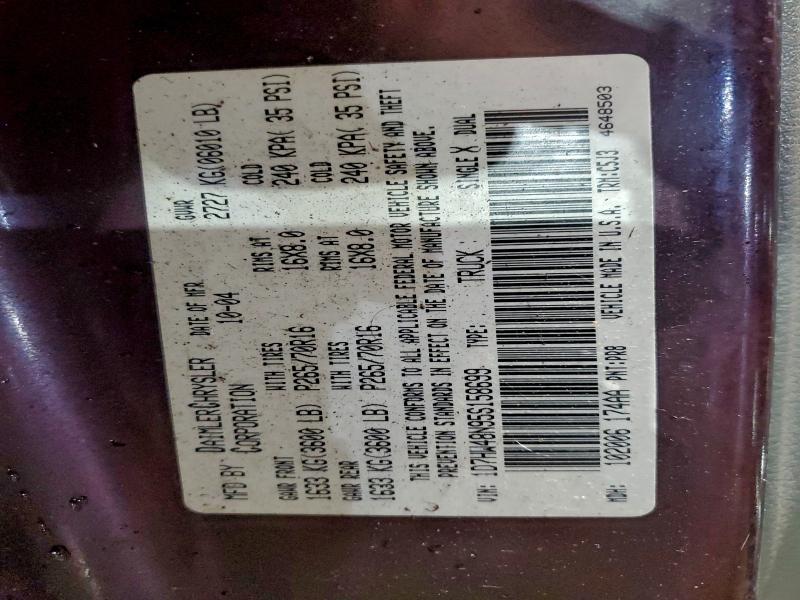 MFD BY DAIMLERCHRYSLER CORPORATION
DATE OF MFR 10-04
GVWR 2727 KG(06010 LB)
GAWR FRONT WITH TIRES RIMS AT COLD
1633 KG(3600 LB) P265/70R16 16X8.0 240 KPA( 35 PSI)
GAWR REAR WITH TIRES RIMS AT COLD
1633 KG(3600 LB) P265/70R16 16X8.0 240 KPA( 35 PSI)
THIS VEHICLE CONFORMS TO ALL APPLICABLE FEDERAL MOTOR VEHICLE SAFETY AND THEFT
PREVENTION STANDARDS IN EFFECT ON THE DATE OF MANUFACTURE SHOWN ABOVE.
VIN: 1D7HW48N95S158699 TYPE: TRUCK SINGLE X DUAL
MDH: 102006 174AA PNT:PRB VEHICLE MADE IN U.S.A. TRM:C5J3 4648503